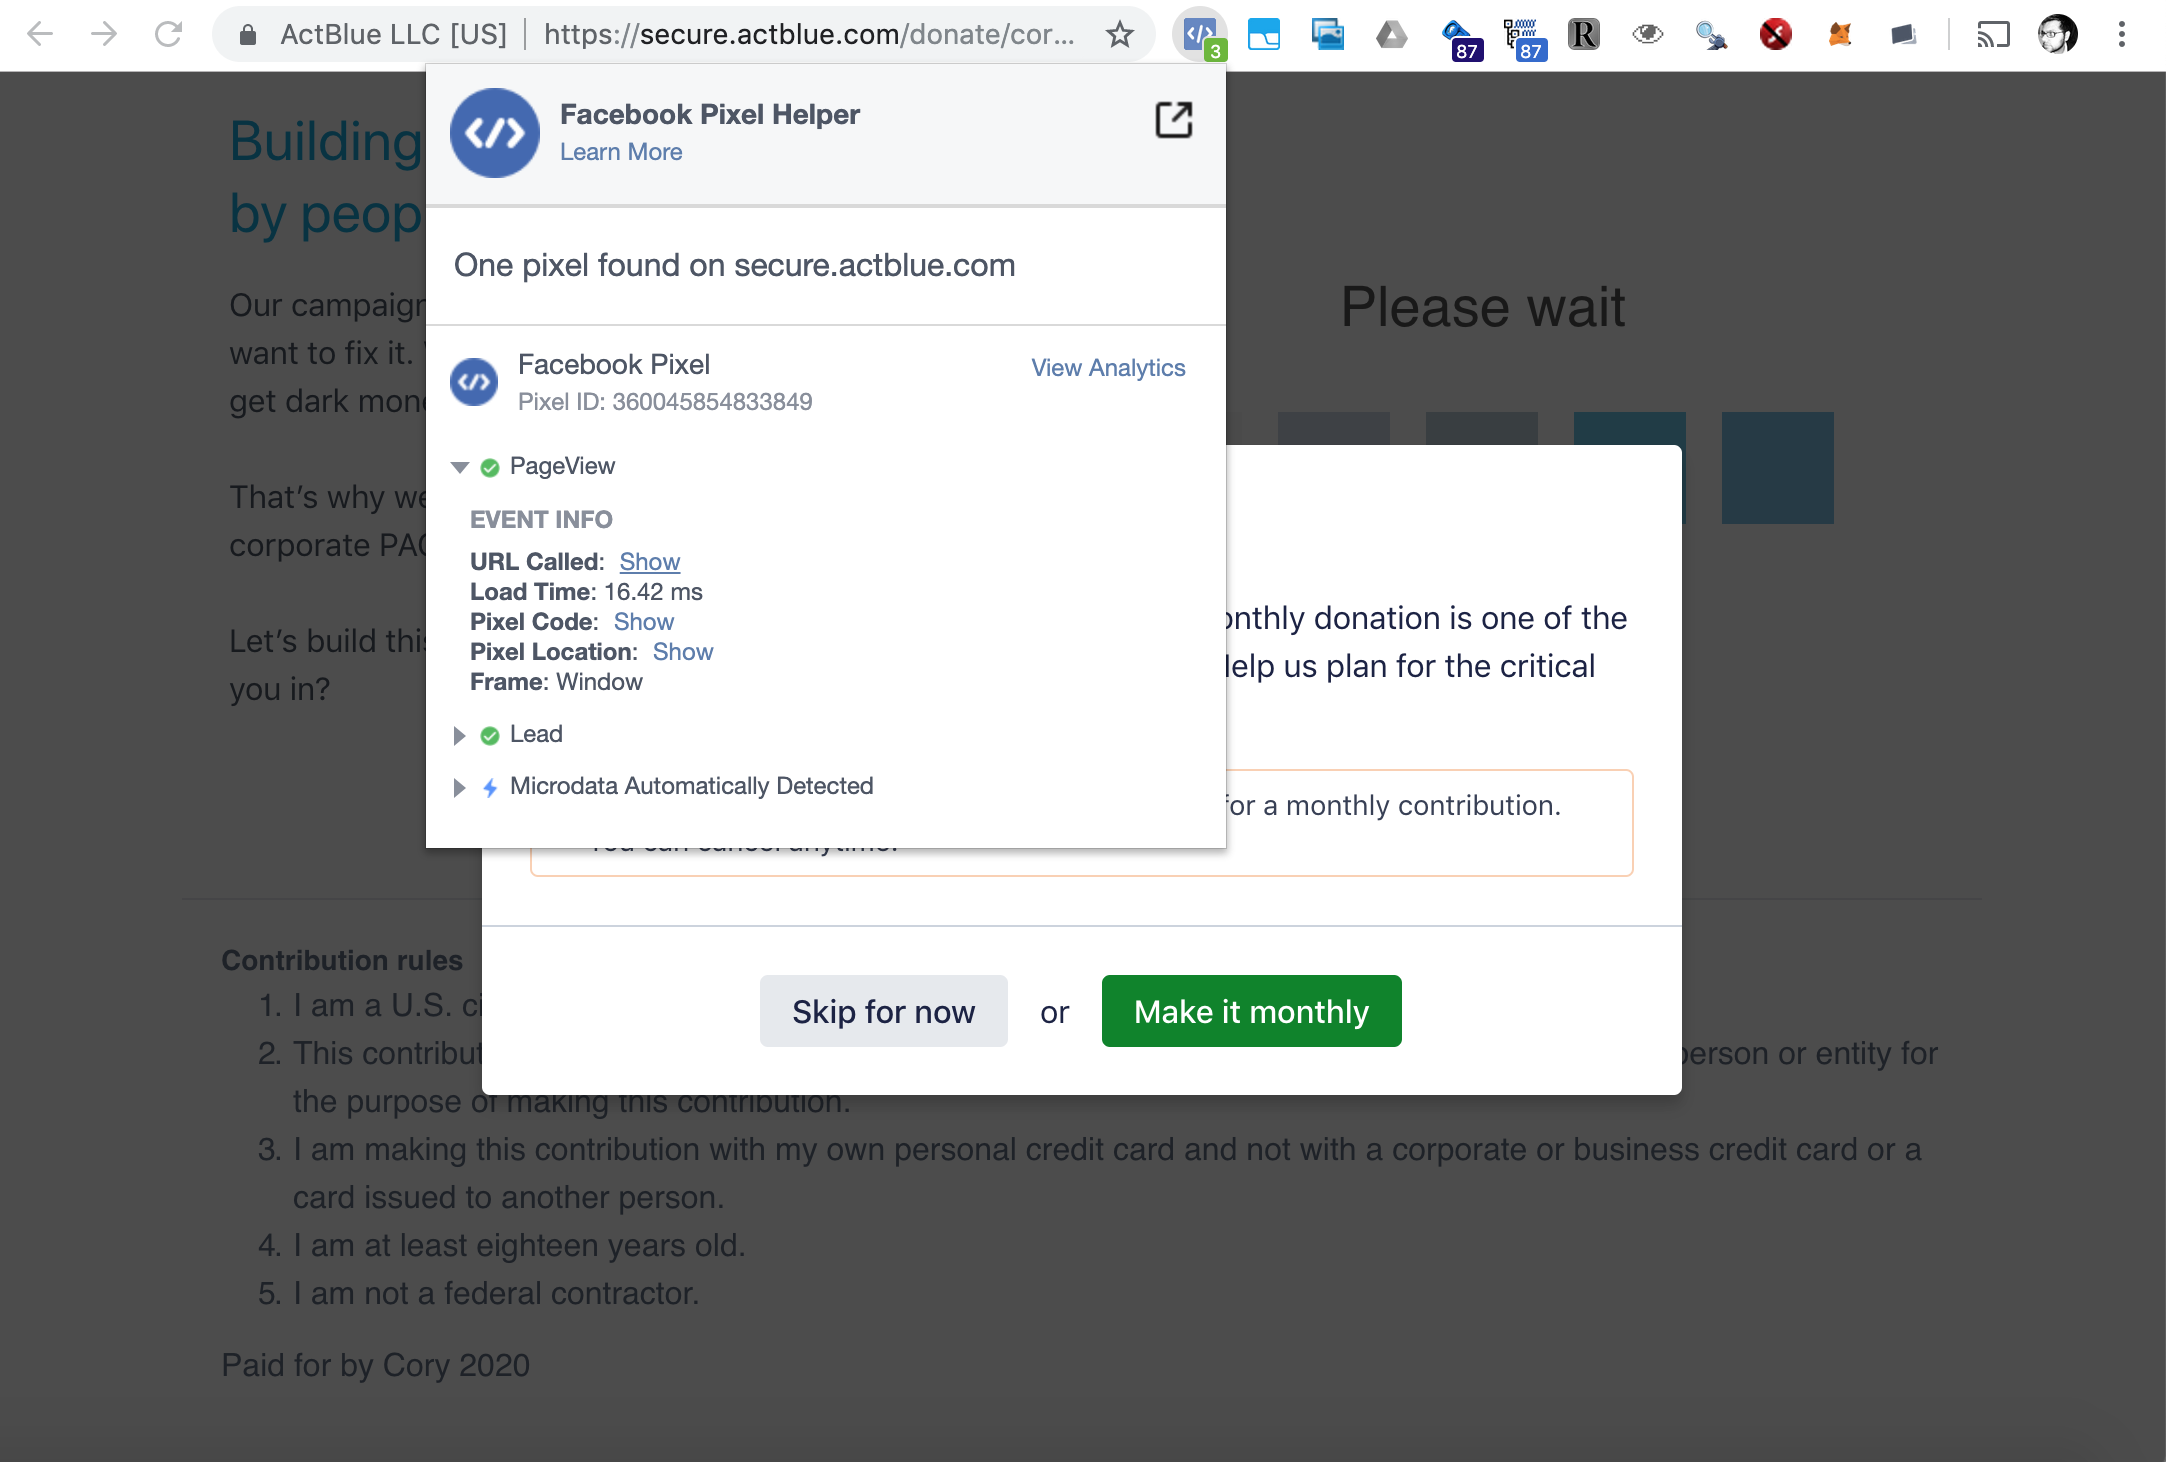 ActBlue LLC [US] https://secure.actblue.com/donate/cor...
3
87
87
R
Facebook Pixel Helper
Learn More
One pixel found on secure.actblue.com
Facebook Pixel
View Analytics
Pixel ID: 360045854833849
PageView
EVENT INFO
URL Called: Show
Load Time: 16.42 ms
Pixel Code: Show
Pixel Location: Show
Frame: Window
Lead
Microdata Automatically Detected
Building
by peop
Our campaign
want to fix it.
get dark mon
That's why we
corporate PAC
Let's build this
you in?
Please wait
onthly donation is one of the
Help us plan for the critical
for a monthly contribution.
You can cancel anytime.
Skip for now or Make it monthly
Contribution rules
1. I am a U.S. ci
2. This contribut person or entity for
the purpose of making this contribution.
3. I am making this contribution with my own personal credit card and not with a corporate or business credit card or a
card issued to another person.
4. I am at least eighteen years old.
5. I am not a federal contractor.
Paid for by Cory 2020